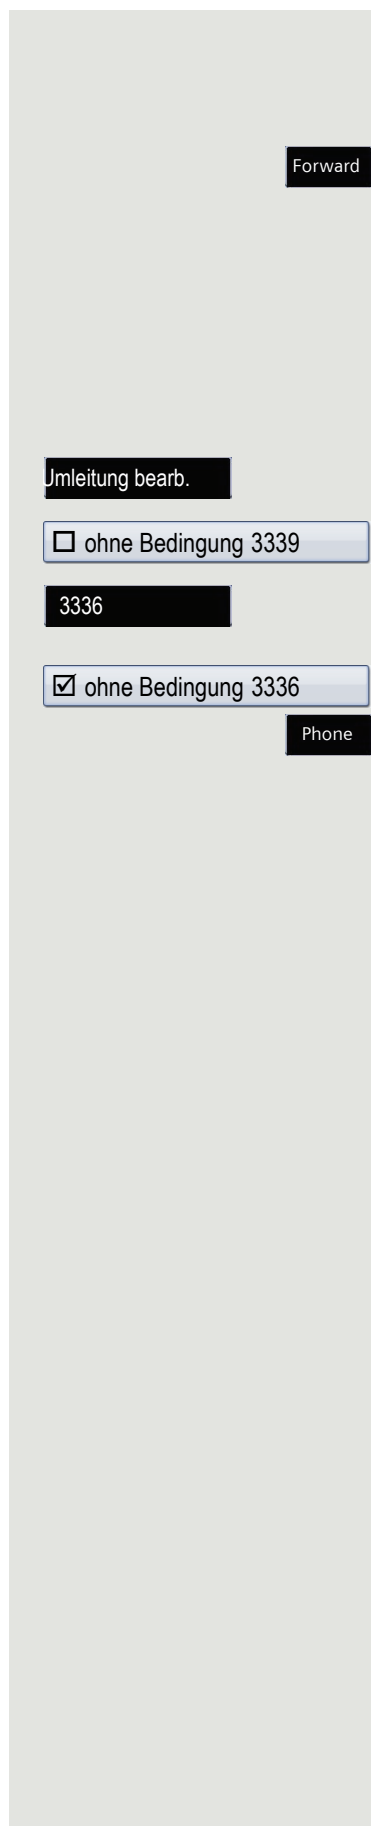 Forward
Umleitung bearb.
☐ ohne Bedingung 3339
3336
☑ ohne Bedingung 3336
Phone